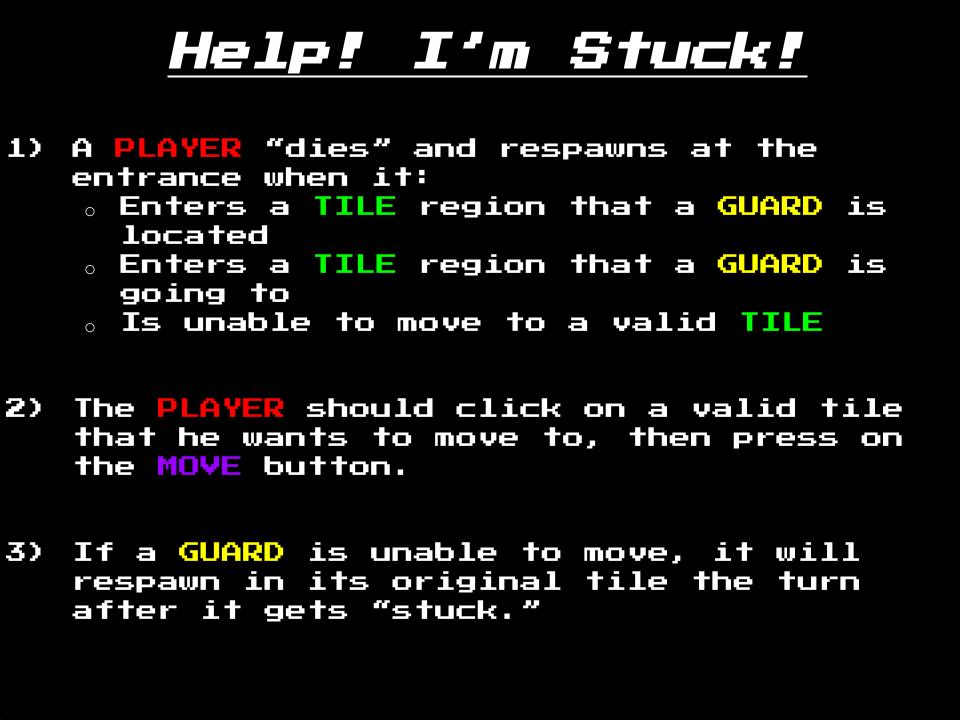 Help! I'm Stuck!
1) A PLAYER "dies" and respawns at the
entrance when it:
o Enters a TILE region that a GUARD is
located
o Enters a TILE region that a GUARD is
going to
o Is unable to move to a valid TILE
2) The PLAYER should click on a valid tile
that he wants to move to, then press on
the MOVE button.
3) If a GUARD is unable to move, it will
respawn in its original tile the turn
after it gets "stuck."